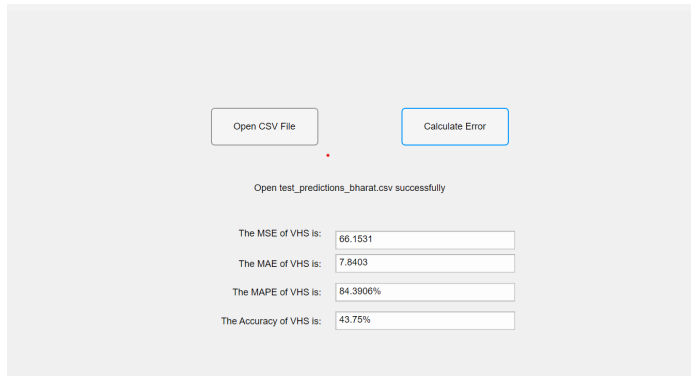 Open CSV File
Calculate Error
Open test_predictions_bharat.csv successfully
The MSE of VHS is: 66.1531
The MAE of VHS is: 7.8403
The MAPE of VHS is: 84.3906%
The Accuracy of VHS is: 43.75%